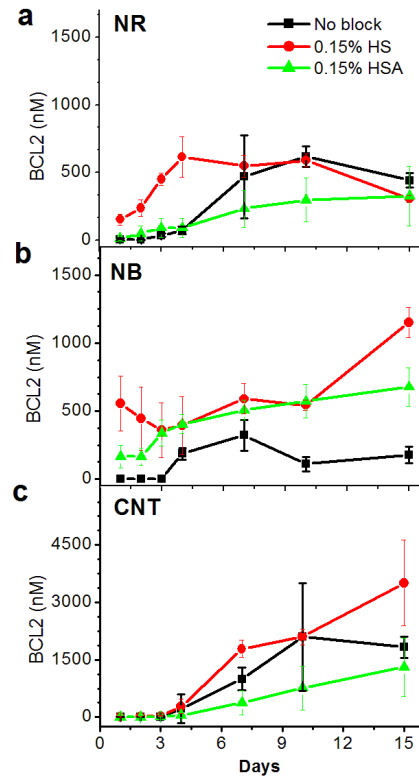 a
NR
No block
0.15% HS
0.15% HSA
1500
1000
500
0
BCL2 (nM)
b
NB
1500
1000
500
0
BCL2 (nM)
c
CNT
4500
3000
1500
0
BCL2 (nM)
0 3 6 9 12 15
Days